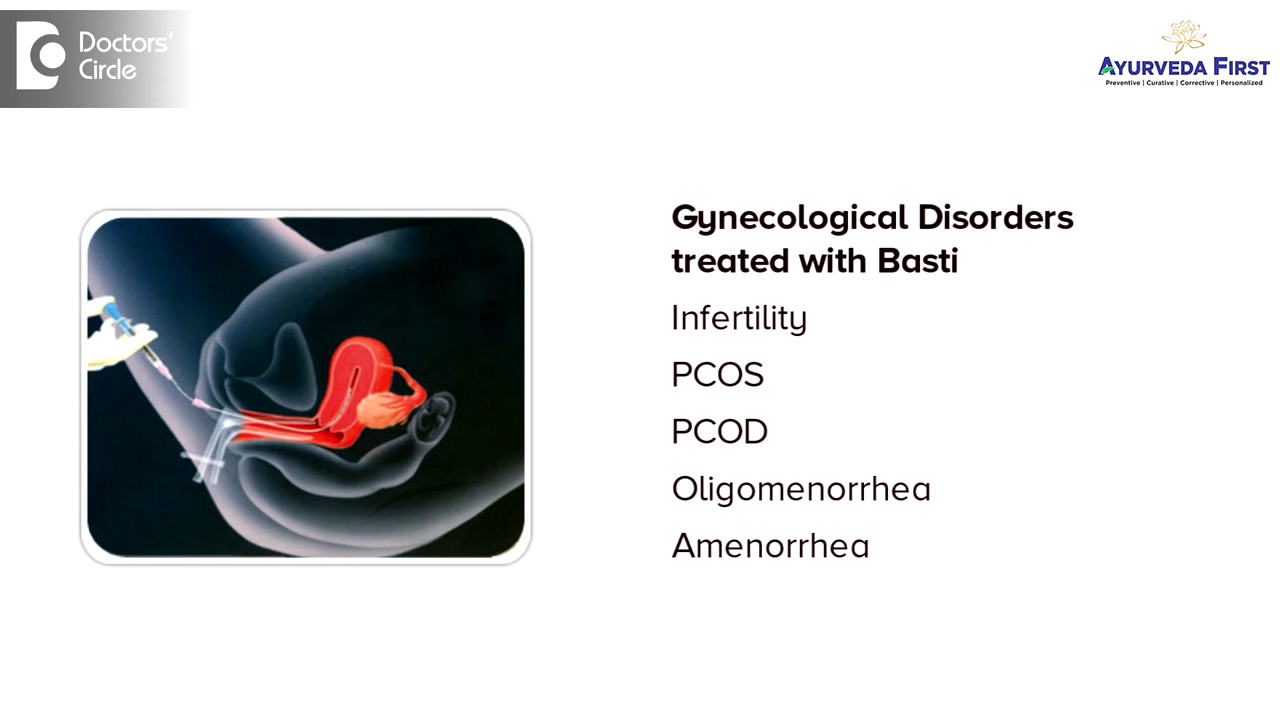 Doctors'
Circle
AYURVEDA FIRST
Preventive | Curative | Corrective | Personalized
Gynecological Disorders
treated with Basti
Infertility
PCOS
PCOD
Oligomenorrhea
Amenorrhea